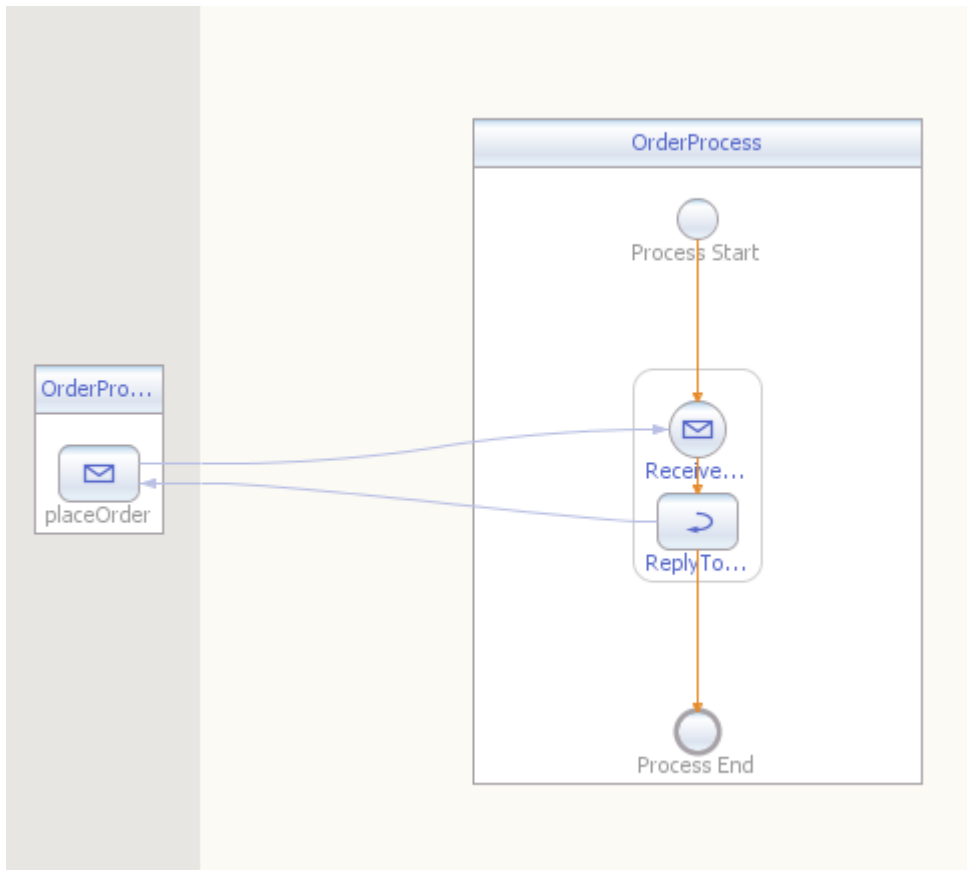 OrderProcess
Process Start
OrderPro...
placeOrder
Receive...
ReplyTo...
Process End